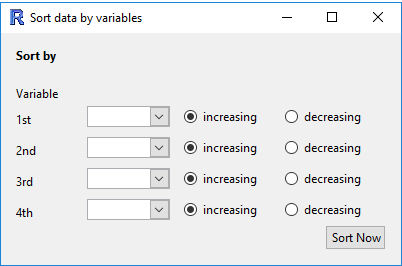 Sort data by variables
Sort by
Variable
1st increasing decreasing
2nd increasing decreasing
3rd increasing decreasing
4th increasing decreasing
Sort Now